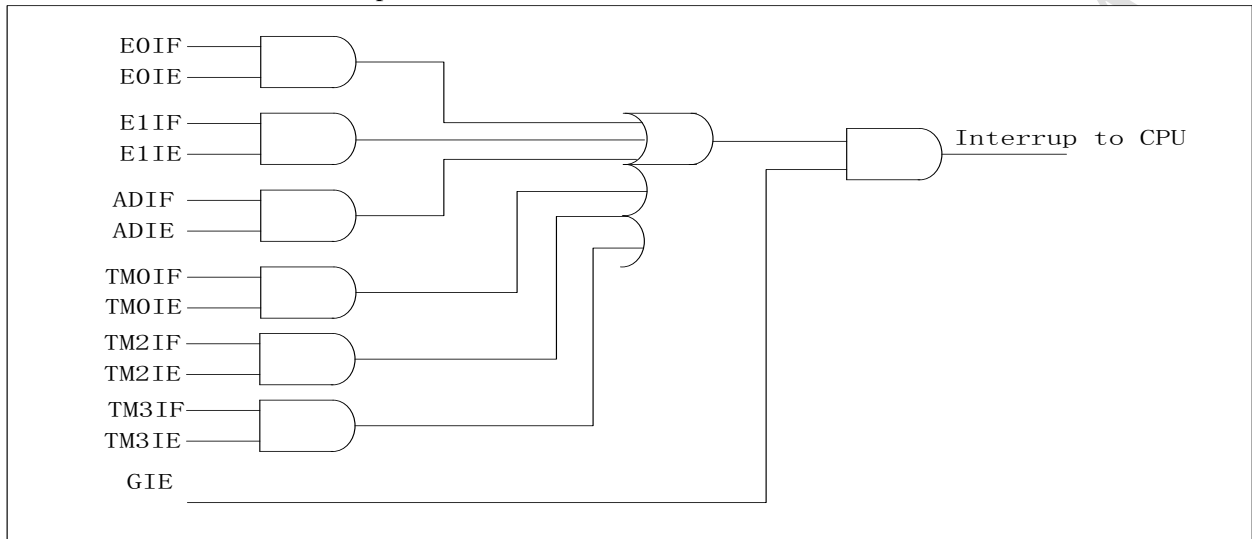 E0IF
E0IE
E1IF
E1IE
ADIF
ADIE
TM0IF
TM0IE
TM2IF
TM2IE
TM3IF
TM3IE
GIE
Interrup to CPU